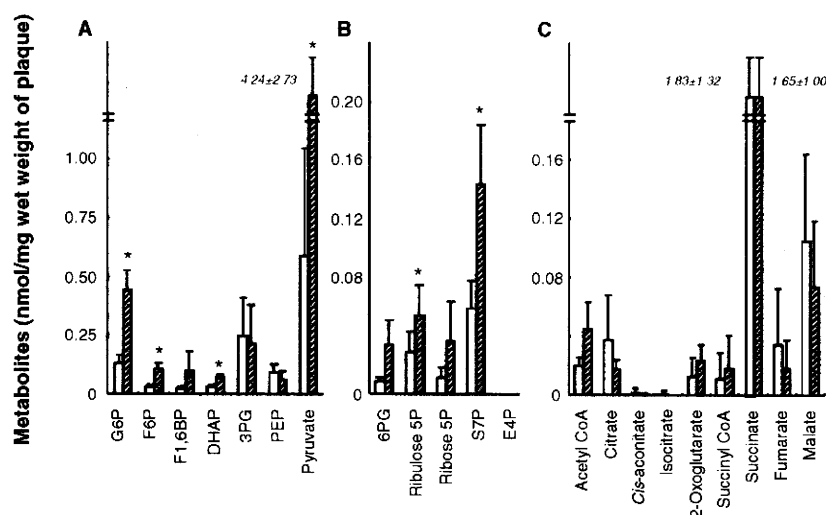 Metabolites (nmol/mg wet weight of plaque)
A
*
4.24±2.73
1.00
0.75
0.50
0.25
0
*
*
*
G6P
F6P
F1,6BP
DHAP
3PG
PEP
Pyruvate
B
0.20
0.16
0.12
0.08
0
*
*
6PG
Ribulose 5P
Ribose 5P
S7P
E4P
C
1.83±1.32
1.65±1.00
0.16
0.12
0.08
0
Acetyl CoA
Citrate
Cis-aconitate
Isocitrate
2-Oxoglutarate
Succinyl CoA
Succinate
Fumarate
Malate